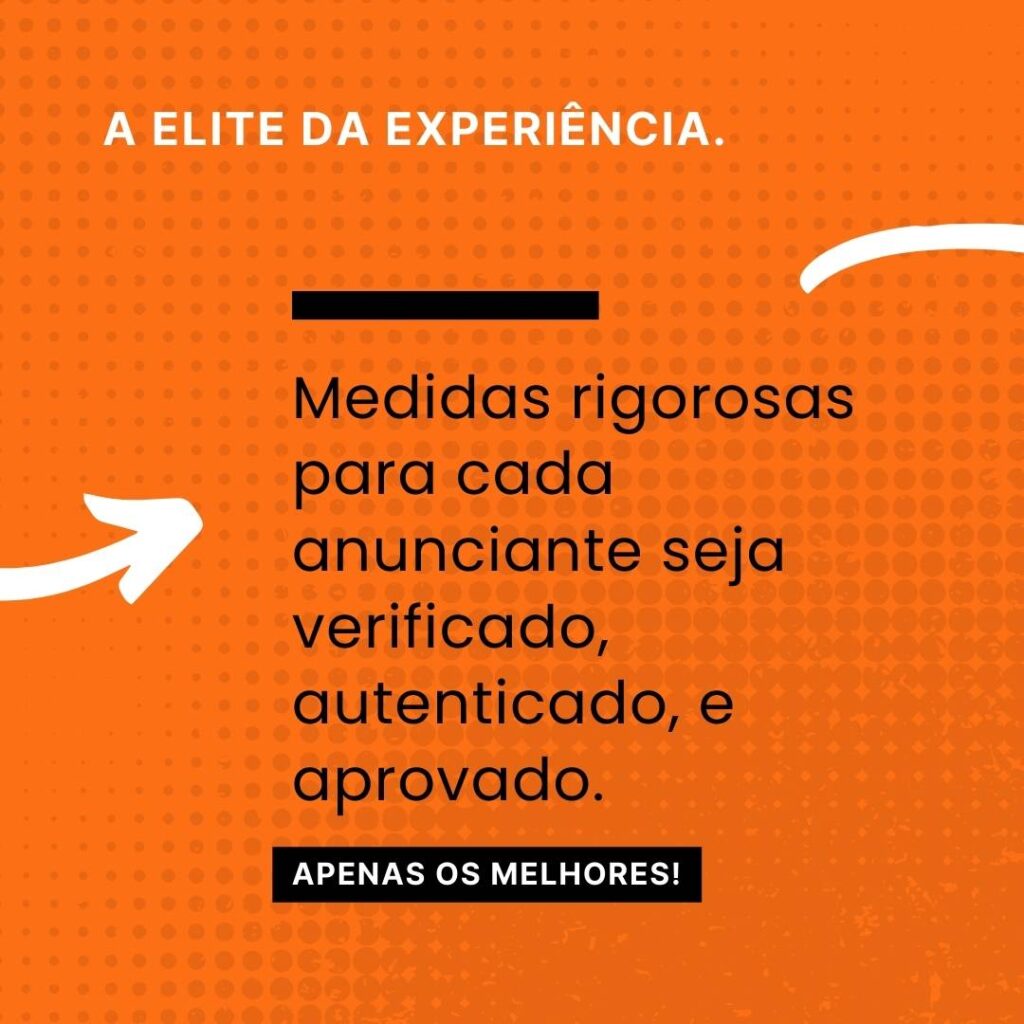 A ELITE DA EXPERIÊNCIA.
Medidas rigorosas
para cada
anunciante seja
verificado,
autenticado, e
aprovado.
APENAS OS MELHORES!